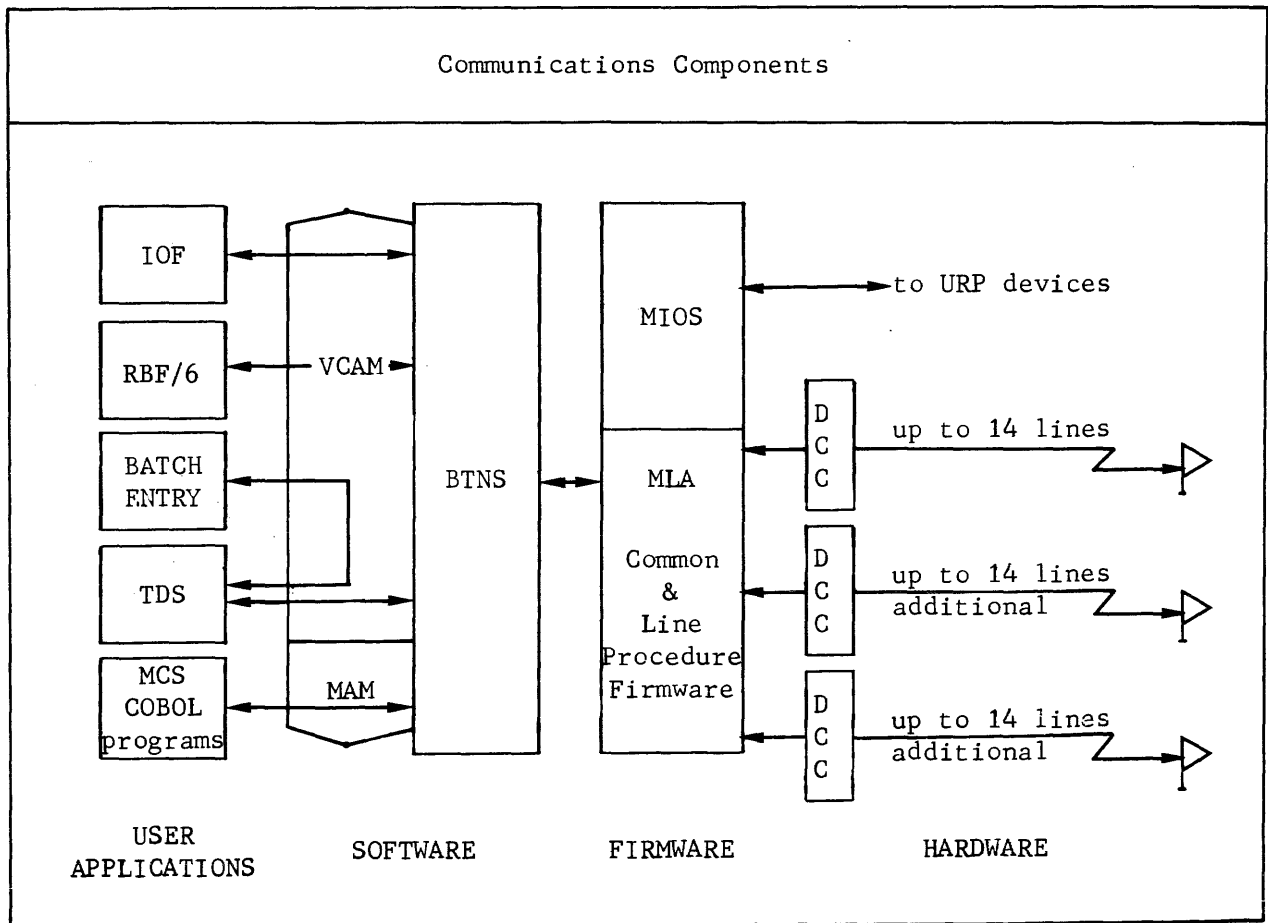 Communications Components
IOF
RBF/6
BATCH
ENTRY
TDS
MCS
COBOL
programs
VCAM
MAM
BTNS
MIOS
MLA
Common
&
Line
Procedure
Firmware
to URP devices
D
C
C
up to 14 lines
D
C
C
up to 14 lines
additional
D
C
C
up to 14 lines
additional
USER
APPLICATIONS
SOFTWARE
FIRMWARE
HARDWARE